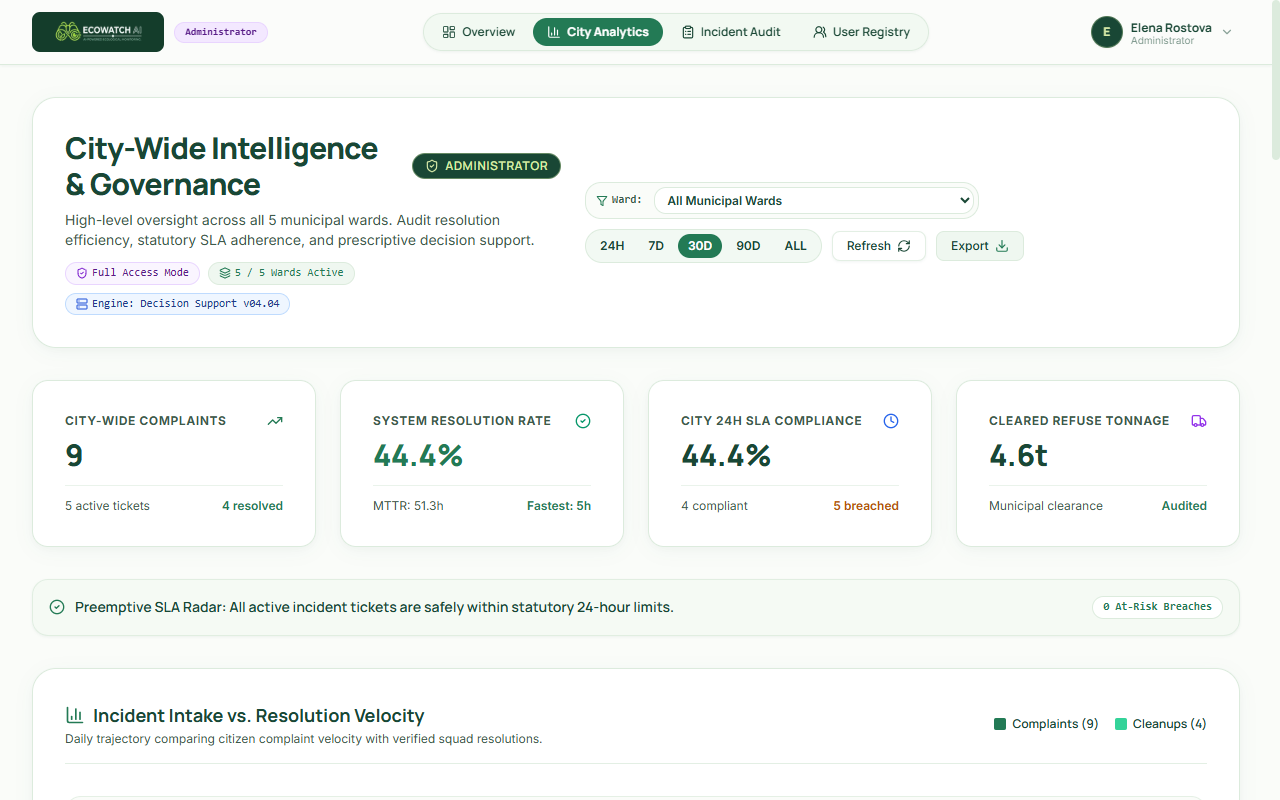 ECOWATCH AI
Administrator
Overview
City Analytics
Incident Audit
User Registry
E
Elena Rostova
Administrator
City-Wide Intelligence
& Governance
ADMINISTRATOR
High-level oversight across all 5 municipal wards. Audit resolution
efficiency, statutory SLA adherence, and prescriptive decision support.
Full Access Mode
5 / 5 Wards Active
Engine: Decision Support v04.04
Ward:
All Municipal Wards
24H 7D 30D 90D ALL
Refresh
Export
CITY-WIDE COMPLAINTS
9
5 active tickets
4 resolved
SYSTEM RESOLUTION RATE
44.4%
MTTR: 51.3h
Fastest: 5h
CITY 24H SLA COMPLIANCE
44.4%
4 compliant
5 breached
CLEARED REFUSE TONNAGE
4.6t
Municipal clearance
Audited
Preemptive SLA Radar: All active incident tickets are safely within statutory 24-hour limits.
0 At-Risk Breaches
Incident Intake vs. Resolution Velocity
Daily trajectory comparing citizen complaint velocity with verified squad resolutions.
Complaints (9)
Cleanups (4)